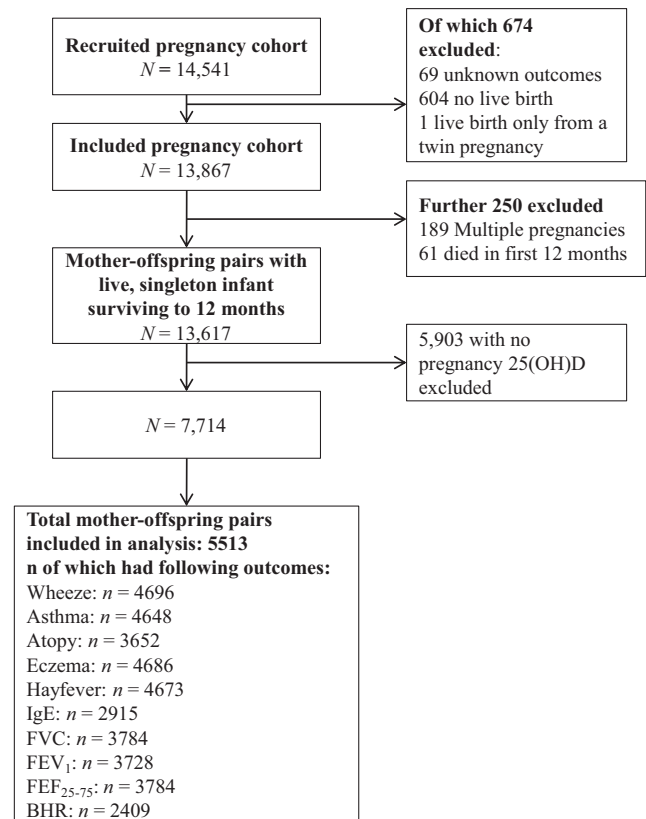 Recruited pregnancy cohort
N = 14,541
Of which 674
excluded:
69 unknown outcomes
604 no live birth
1 live birth only from a
twin pregnancy
Included pregnancy cohort
N = 13,867
Further 250 excluded
189 Multiple pregnancies
61 died in first 12 months
Mother-offspring pairs with
live, singleton infant
surviving to 12 months
N = 13,617
5,903 with no
pregnancy 25(OH)D
excluded
N = 7,714
Total mother-offspring pairs
included in analysis: 5513
n of which had following outcomes:
Wheeze: n = 4696
Asthma: n = 4648
Atopy: n = 3652
Eczema: n = 4686
Hayfever: n = 4673
IgE: n = 2915
FVC: n = 3784
FEV₁: n = 3728
FEF₂₅₋₇₅: n = 3784
BHR: n = 2409